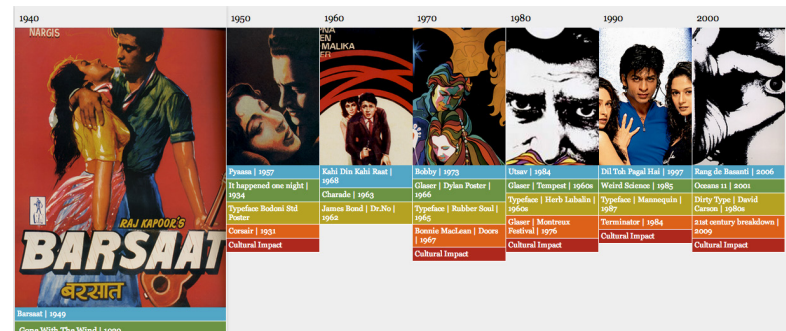 1940
1950
1960
1970
1980
1990
2000
NARGIS
RAJ KAPOOR'S
BARSAAT
बरसात
Barsaat | 1949
EN
MALIKA
ER
Pyaasa | 1957
It happened one night |
1934
Typeface Bodoni Std
Poster
Corsair | 1931
Cultural Impact
Kahi Din Kahi Raat |
1968
Charade | 1963
James Bond | Dr.No |
1962
Bobby | 1973
Glaser | Dylan Poster |
1966
Typeface | Rubber Soul |
1965
Bonnie MacLean | Doors
| 1967
Cultural Impact
Utsav | 1984
Glaser | Tempest | 1960s
Typeface | Herb Lubalin |
1960s
Glaser | Montreux
Festival | 1976
Cultural Impact
Dil Toh Pagal Hai | 1997
Weird Science | 1985
Typeface | Mannequin |
1987
Terminator | 1984
Cultural Impact
Rang de Basanti | 2006
Oceans 11 | 2001
Dirty Type | David
Carson | 1980s
21st century breakdown |
2009
Cultural Impact